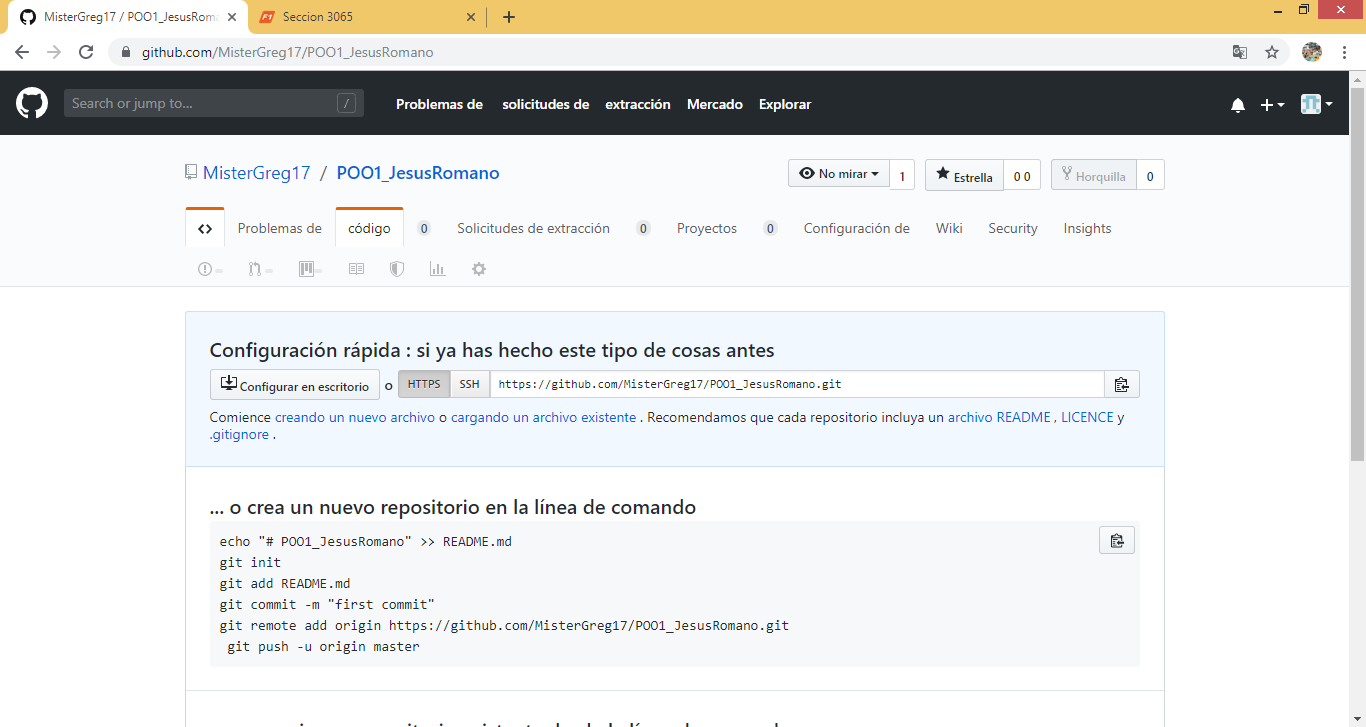 MisterGreg17 / POO1_JesusRoma
Seccion 3065
github.com/MisterGreg17/POO1_JesusRomano
Search or jump to... /
Problemas de solicitudes de extracción Mercado Explorar
MisterGreg17 / POO1_JesusRomano
No mirar 1 Estrella 0 0 Horquilla 0
<> Problemas de código 0 Solicitudes de extracción 0 Proyectos 0 Configuración de Wiki Security Insights
Configuración rápida : si ya has hecho este tipo de cosas antes
Configurar en escritorio o HTTPS SSH https://github.com/MisterGreg17/POO1_JesusRomano.git
Comience creando un nuevo archivo o cargando un archivo existente . Recomendamos que cada repositorio incluya un archivo README , LICENCE y
.gitignore .
... o crea un nuevo repositorio en la línea de comando
echo "# POO1_JesusRomano" >> README.md
git init
git add README.md
git commit -m "first commit"
git remote add origin https://github.com/MisterGreg17/POO1_JesusRomano.git
git push -u origin master